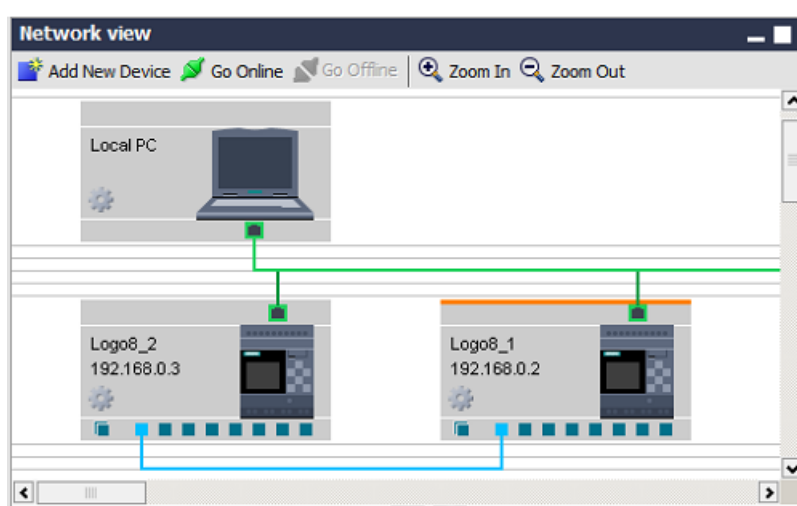 Network view
Add New Device Go Online Go Offline Zoom In Zoom Out
Local PC
Logo8_2
192.168.0.3
Logo8_1
192.168.0.2